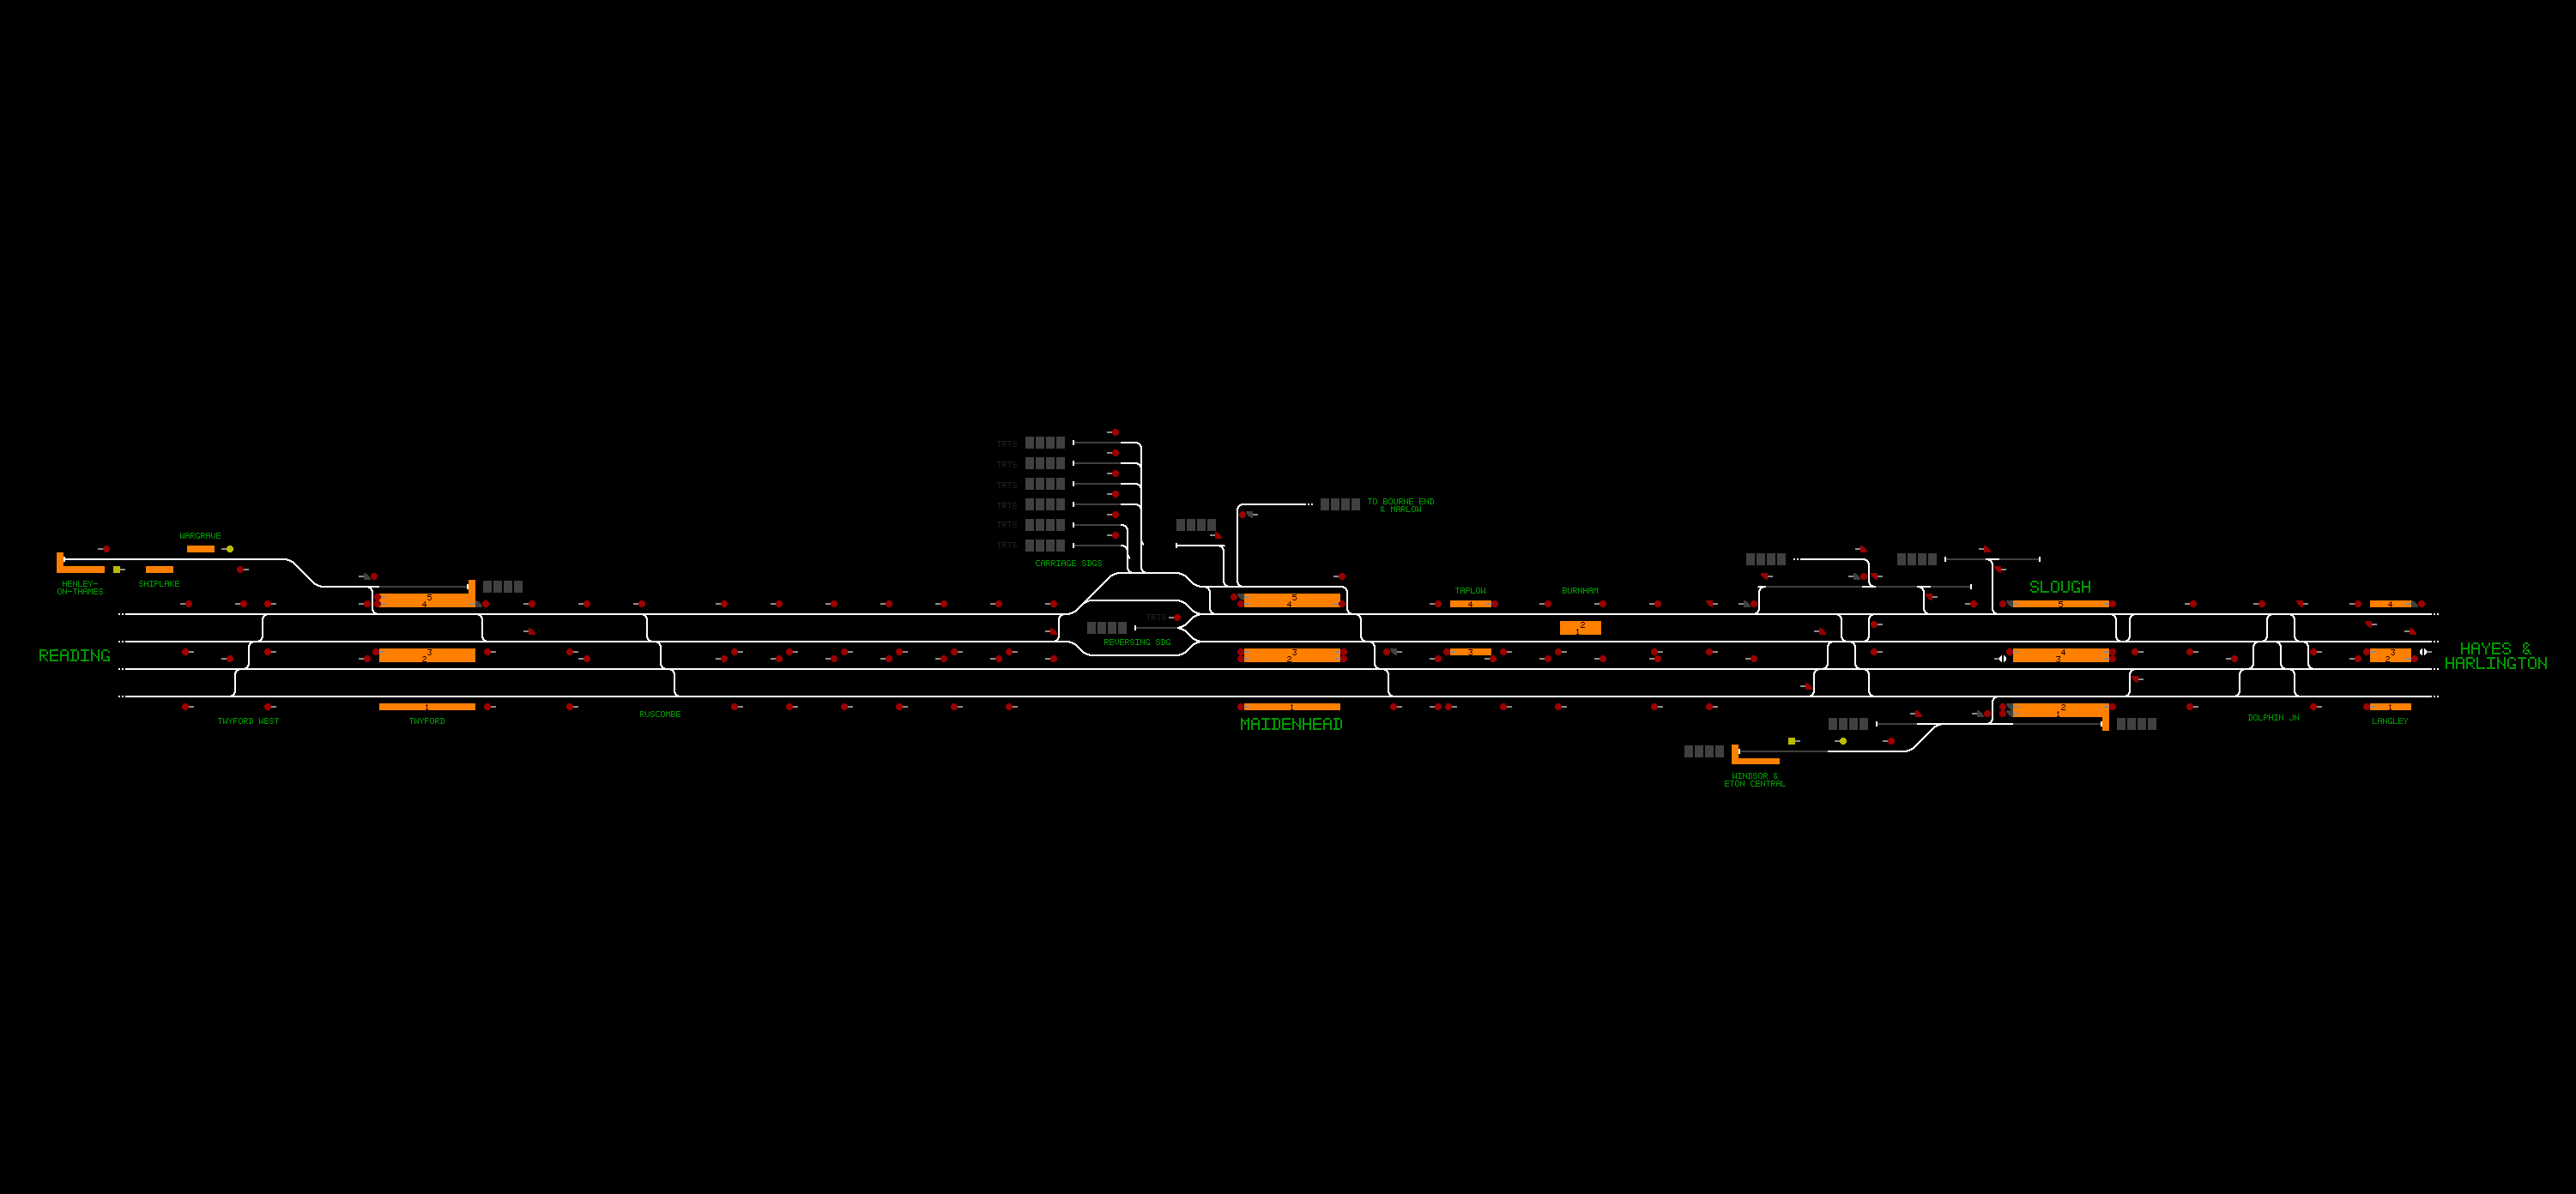 TRTS
TRTS
TRTS
TRTS
TO BOURNE END
& MARLOW
TRTS
WARGRAVE
TRTS
CARRIAGE SDGS
HENLEY-
ON-THAMES
SHIPLAKE
SLOUGH
TAPLOW
BURNHAM
5
4
5
4
4
5
4
TRTS
2
1
REVERSING SDG
READING
3
2
3
2
3
4
3
3
2
HAYES &
HARLINGTON
1
1
2
1
1
TWYFORD WEST
TWYFORD
RUSCOMBE
MAIDENHEAD
DOLPHIN JN
LANGLEY
WINDSOR &
ETON CENTRAL